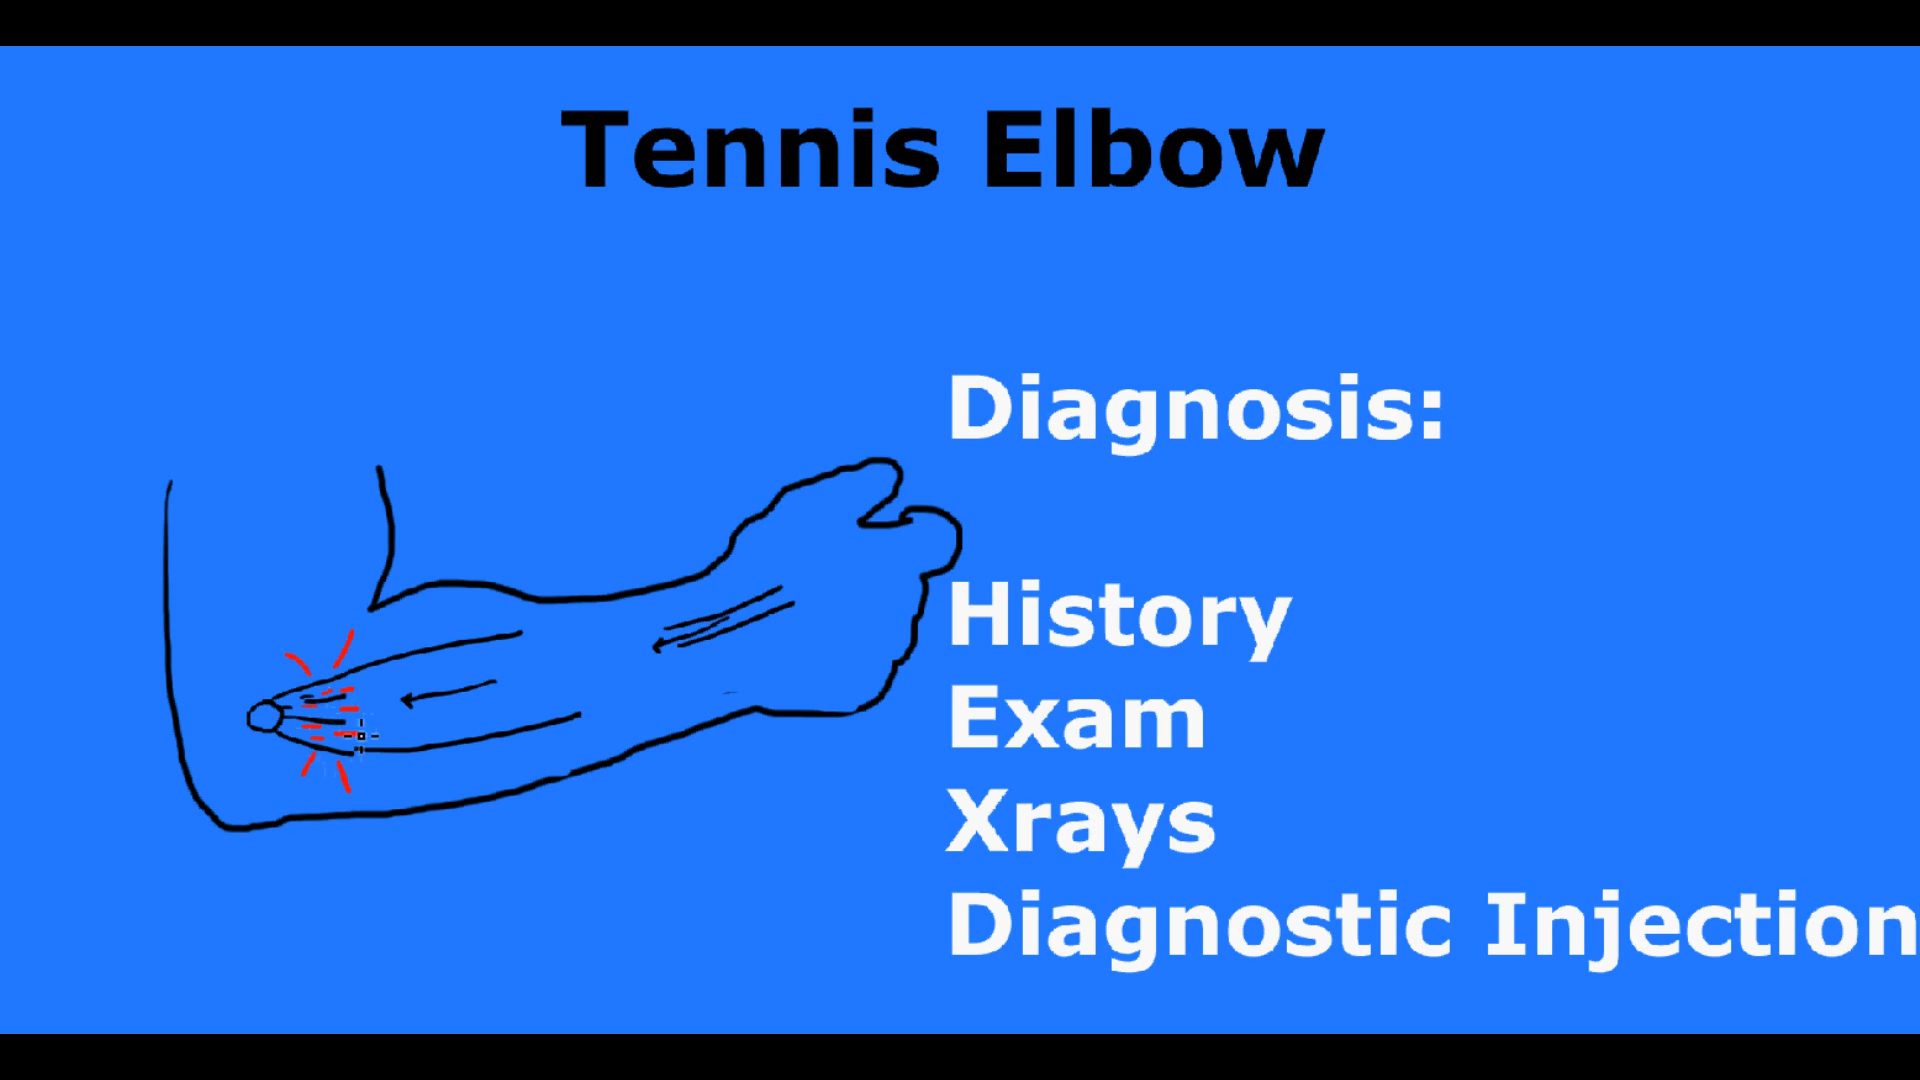 Tennis Elbow
Diagnosis:
History
Exam
Xrays
Diagnostic Injection